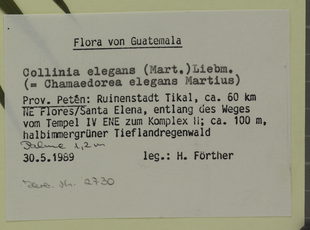 Flora von Guatemala
Collinia elegans (Mart.)Liebm.
(= Chamaedorea elegans Martius)
Prov. Petén: Ruinenstadt Tikal, ca. 60 km
NE Flores/Santa Elena, entlang des Weges
vom Tempel IV ENE zum Komplex N; ca. 100 m,
halbimmergrüner Tieflandregenwald
Palme 1,2 m
30.5.1989 leg.: H. Förther
Nr. 2730